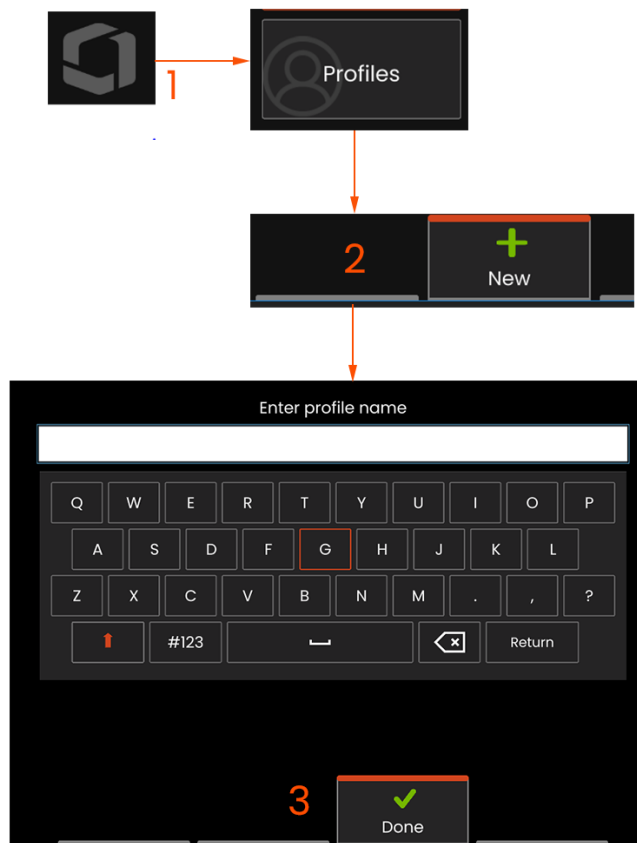 1
Profiles
2
New
Enter profile name
Q W E R T Y U I O P
A S D F G H J K L
Z X C V B N M . , ?
#123 Return
3
Done